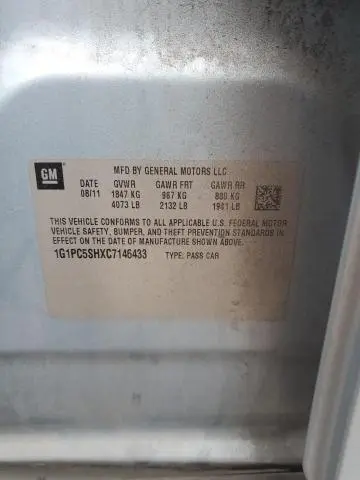 GM
MFD BY GENERAL MOTORS LLC
DATE GVWR GAWR FRT GAWR RR
08/11 1847 KG 967 KG 880 KG
4073 LB 2132 LB 1941 LB
THIS VEHICLE CONFORMS TO ALL APPLICABLE U.S. FEDERAL MOTOR
VEHICLE SAFETY, BUMPER, AND THEFT PREVENTION STANDARDS IN
EFFECT ON THE DATE OF MANUFACTURE SHOWN ABOVE.
1G1PC5SHXC7146433 TYPE: PASS CAR